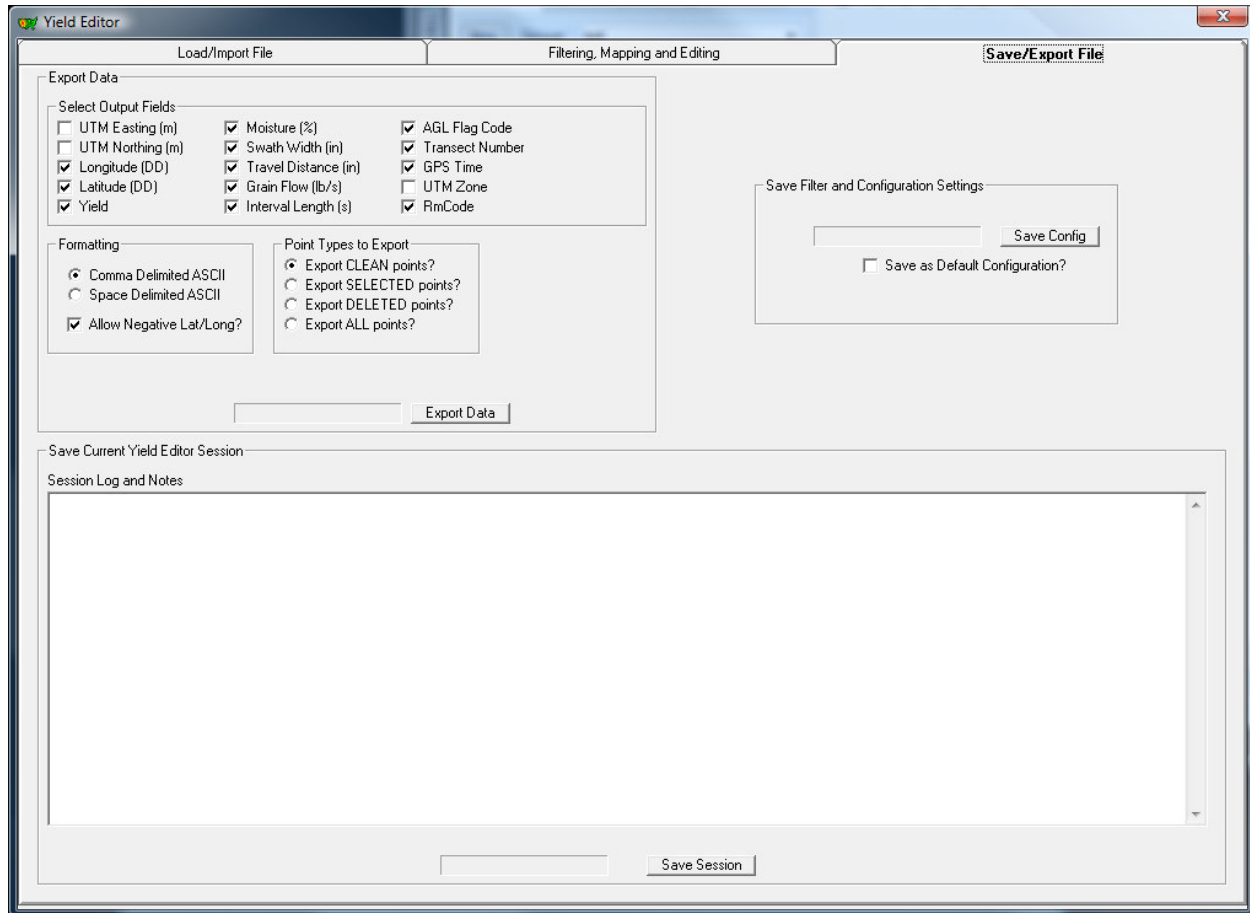 Yield Editor
Load/Import File
Filtering, Mapping and Editing
Save/Export File
Export Data
Select Output Fields
UTM Easting (m)
Moisture (%)
AGL Flag Code
UTM Northing (m)
Swath Width (in)
Transect Number
Longitude (DD)
Travel Distance (in)
GPS Time
Latitude (DD)
Grain Flow (lb/s)
UTM Zone
Yield
Interval Length (s)
RmCode
Formatting
Comma Delimited ASCII
Space Delimited ASCII
Allow Negative Lat/Long?
Point Types to Export
Export CLEAN points?
Export SELECTED points?
Export DELETED points?
Export ALL points?
Export Data
Save Filter and Configuration Settings
Save Config
Save as Default Configuration?
Save Current Yield Editor Session
Session Log and Notes
Save Session